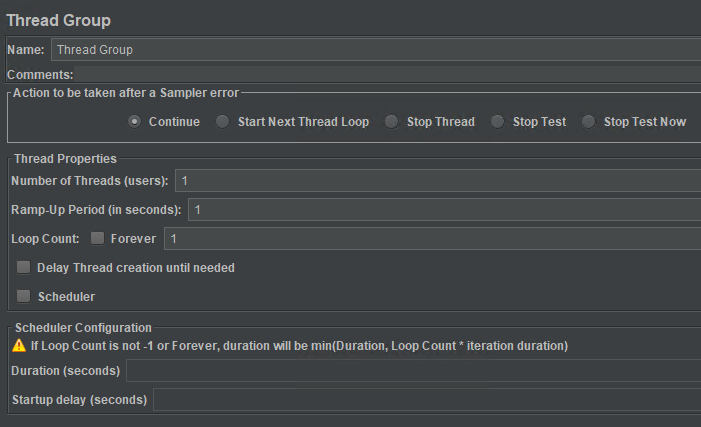 Thread Group
Name: Thread Group
Comments:
Action to be taken after a Sampler error
Continue Start Next Thread Loop Stop Thread Stop Test Stop Test Now
Thread Properties
Number of Threads (users): 1
Ramp-Up Period (in seconds): 1
Loop Count: Forever 1
Delay Thread creation until needed
Scheduler
Scheduler Configuration
If Loop Count is not -1 or Forever, duration will be min(Duration, Loop Count * iteration duration)
Duration (seconds)
Startup delay (seconds)